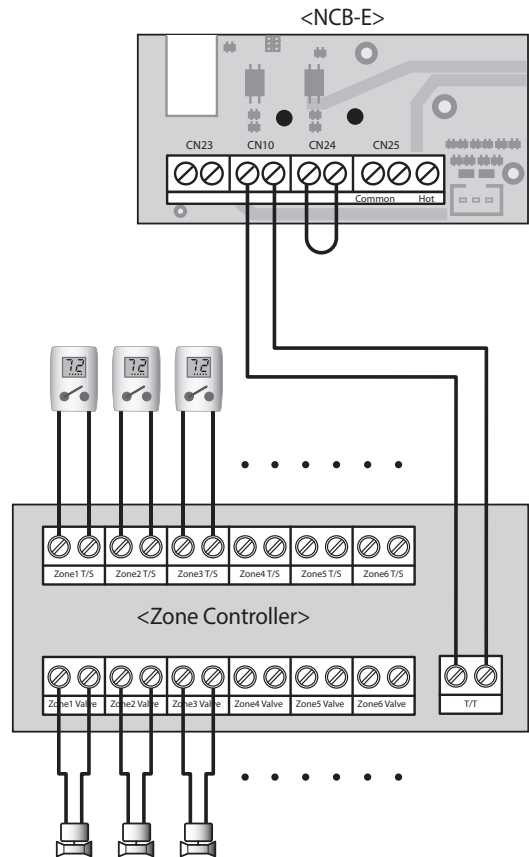 <NCB-E>
CN23 CN10 CN24 CN25
Common Hot
72 72 72
Zone1 T/S Zone2 T/S Zone3 T/S Zone4 T/S Zone5 T/S Zone6 T/S
<Zone Controller>
Zone1 Valve Zone2 Valve Zone3 Valve Zone4 Valve Zone5 Valve Zone6 Valve
T/T